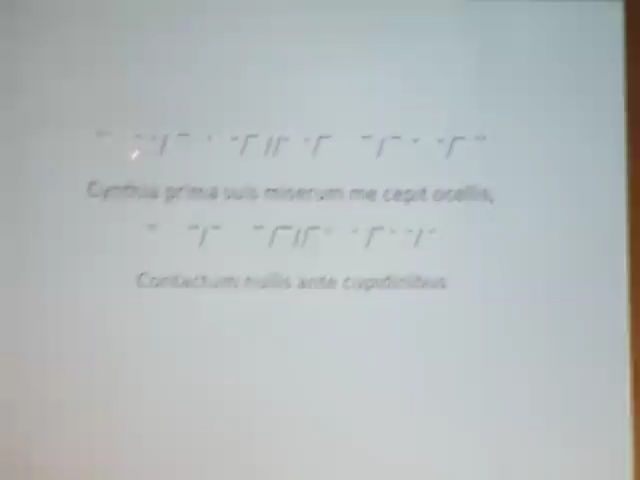 Cynthia prima suis miserum me cepit ocellis,
Contactum nullis ante cupidinibus